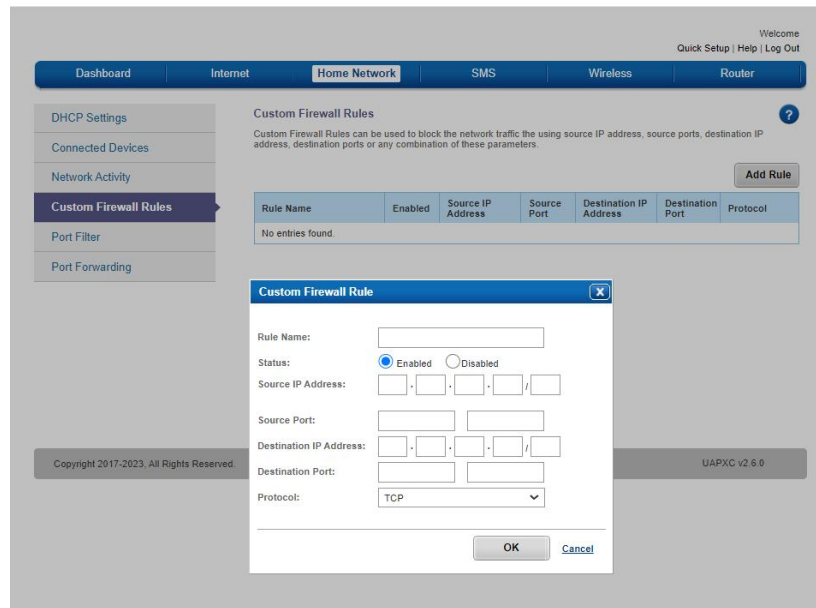 Welcome
Quick Setup | Help | Log Out
Dashboard Internet Home Network SMS Wireless Router
DHCP Settings
Connected Devices
Network Activity
Custom Firewall Rules
Port Filter
Port Forwarding
Custom Firewall Rules
?
Custom Firewall Rules can be used to block the network traffic the using source IP address, source ports, destination IP
address, destination ports or any combination of these parameters.
Add Rule
Rule Name Enabled Source IP Address Source Port Destination IP Address Destination Port Protocol
No entries found.
Custom Firewall Rule X
Rule Name:
Status: Enabled Disabled
Source IP Address: . . . /
Source Port:
Destination IP Address: . . . /
Destination Port:
Protocol: TCP
OK Cancel
Copyright 2017-2023, All Rights Reserved.
UAPXC v2.6.0